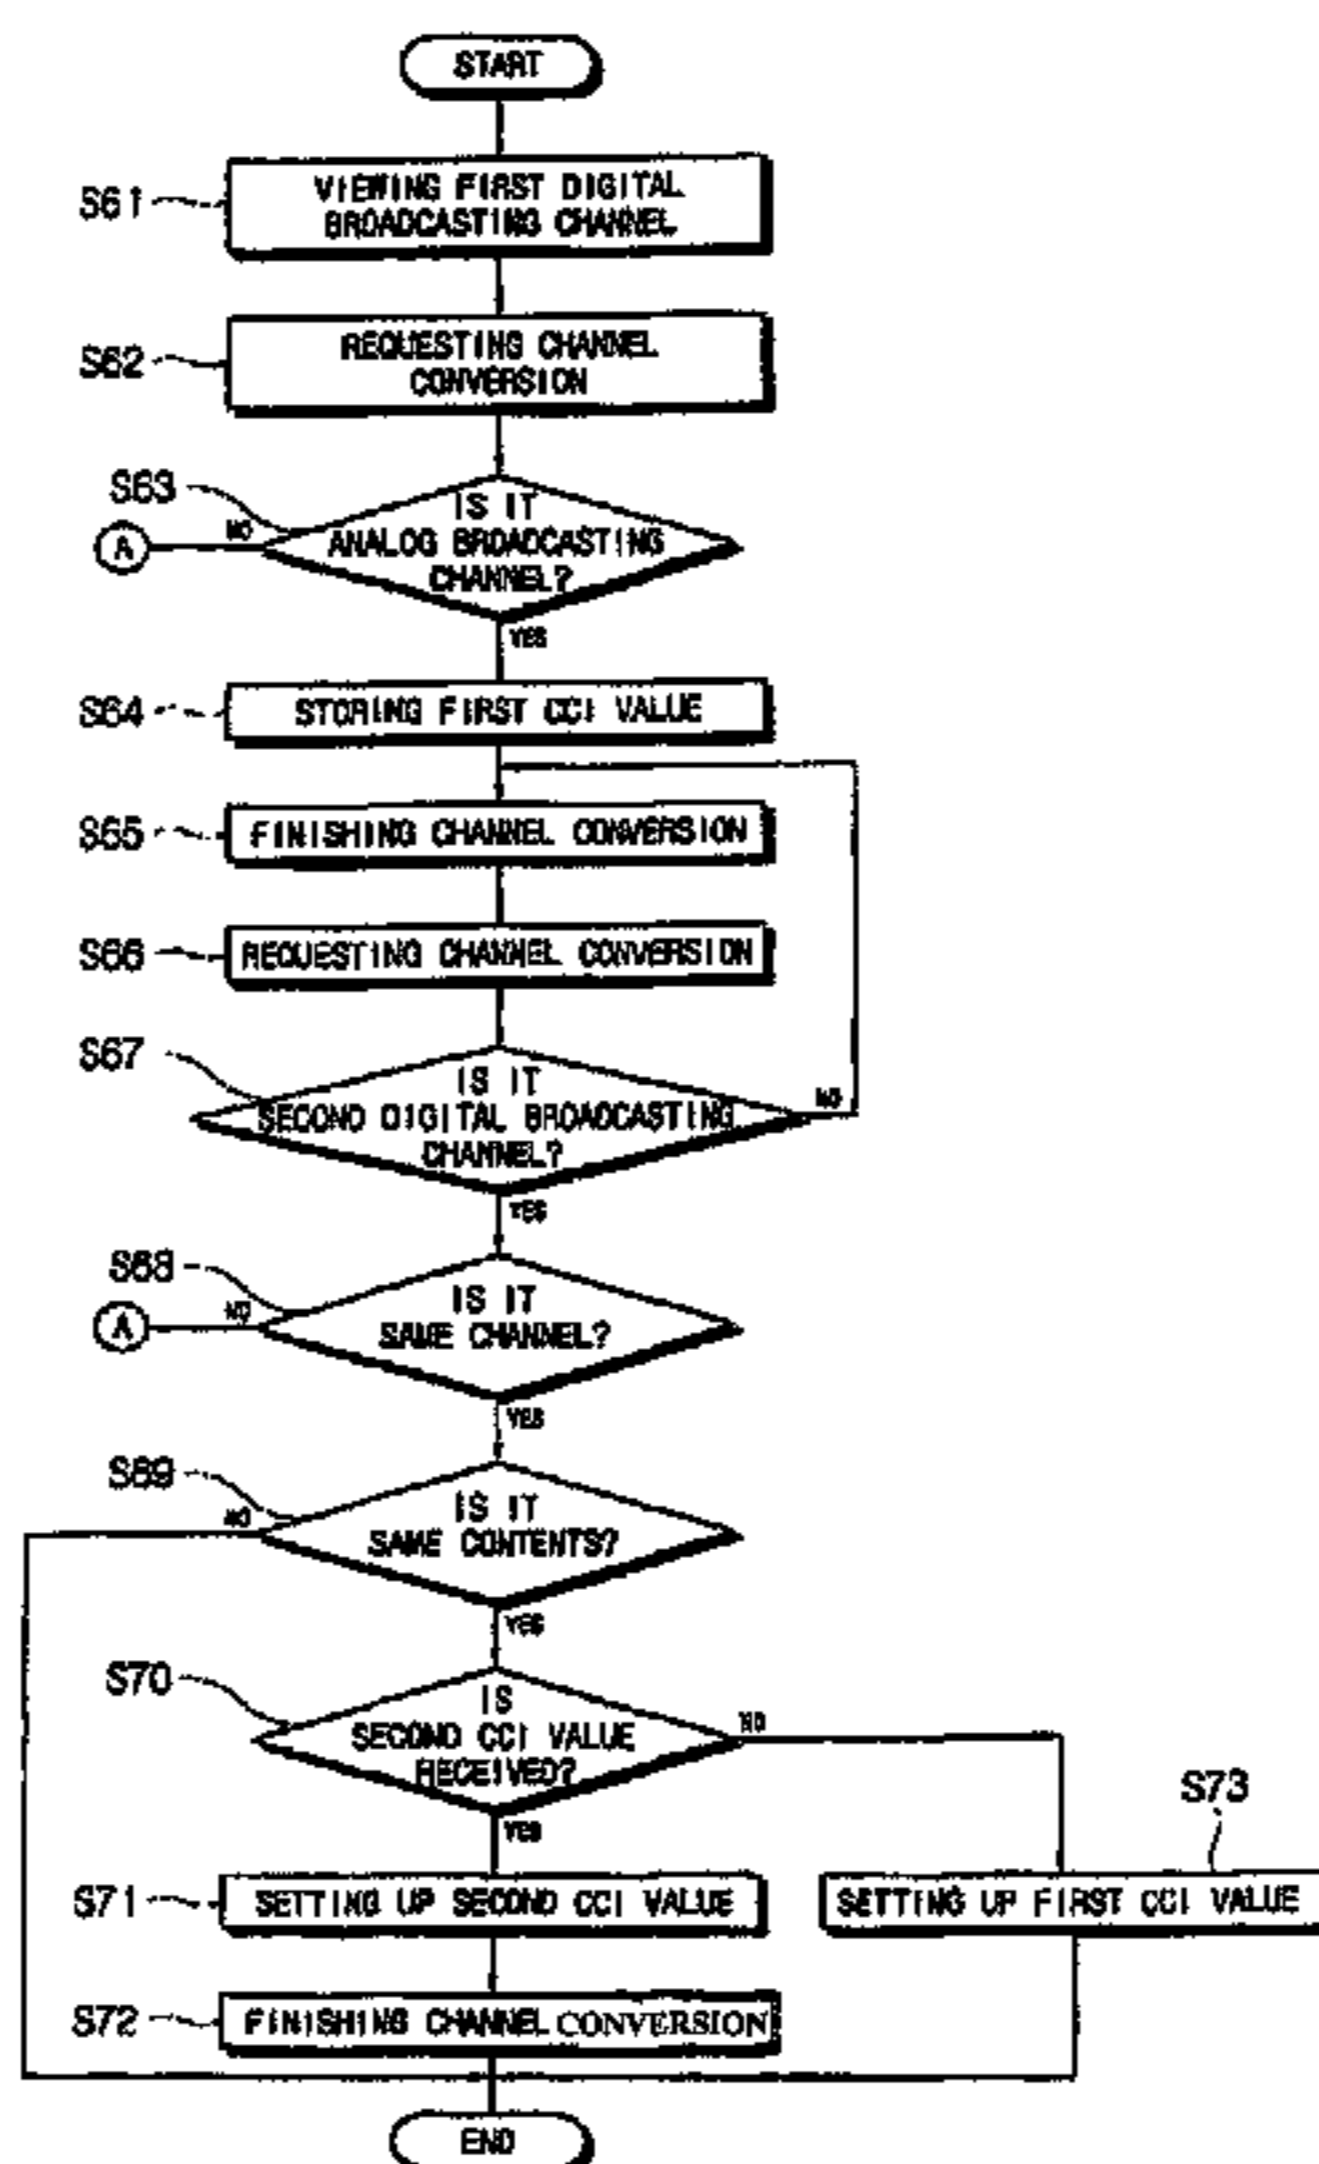 START
S61
VIEWING FIRST DIGITAL
BROADCASTING CHANNEL
S62
REQUESTING CHANNEL
CONVERSION
S63
NO
A
IS IT
ANALOG BROADCASTING
CHANNEL?
YES
S64
STORING FIRST CCI VALUE
S65
FINISHING CHANNEL CONVERSION
S66
REQUESTING CHANNEL CONVERSION
S67
IS IT
SECOND DIGITAL BROADCASTING
CHANNEL?
NO
YES
S68
NO
A
IS IT
SAME CHANNEL?
YES
S69
NO
IS IT
SAME CONTENTS?
YES
S70
IS
SECOND CCI VALUE
RECEIVED?
NO
YES
S73
S71
SETTING UP SECOND CCI VALUE
SETTING UP FIRST CCI VALUE
S72
FINISHING CHANNEL CONVERSION
END